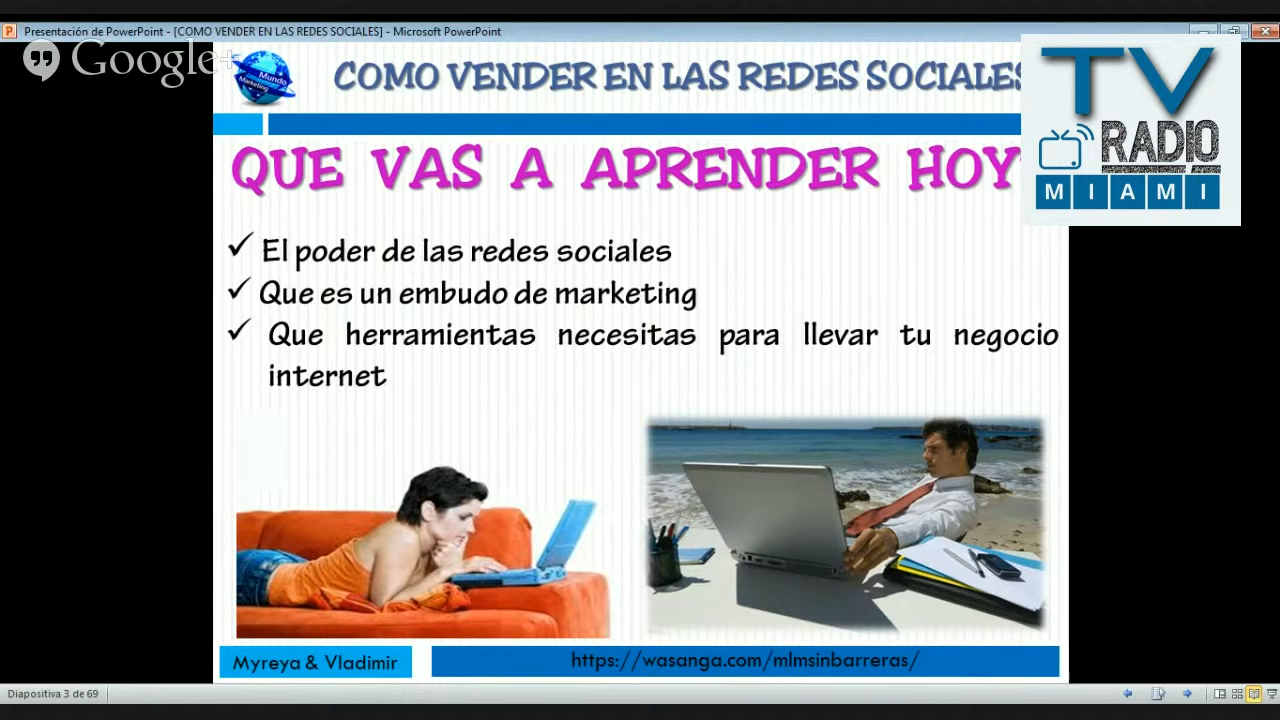 Presentación de PowerPoint - [COMO VENDER EN LAS REDES SOCIALES] - Microsoft PowerPoint
Google+
Mundo
Marketing
COMO VENDER EN LAS REDES SOCIALES
TV
RADIO
MIAMI
QUE VAS A APRENDER HOY
El poder de las redes sociales
Que es un embudo de marketing
Que herramientas necesitas para llevar tu negocio
internet
Myreya & Vladimir
https://wasanga.com/mlmsinbarreras/
Diapositiva 3 de 69